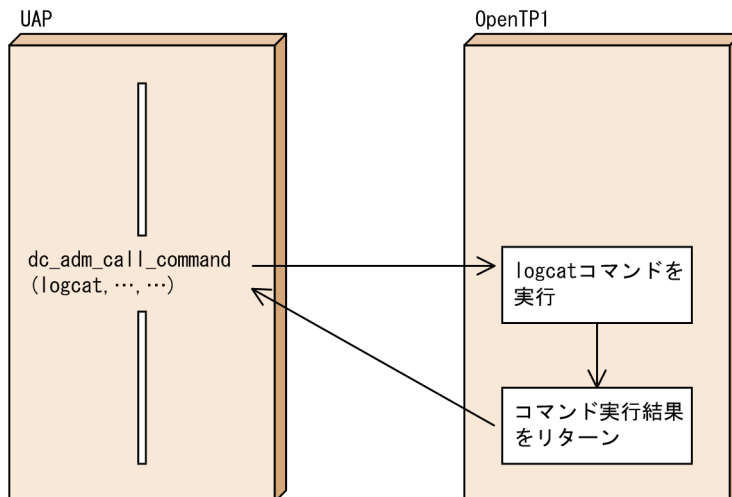 UAP
OpenTP1
dc_adm_call_command
(logcat,…,…)
logcatコマンドを
実行
コマンド実行結果
をリターン